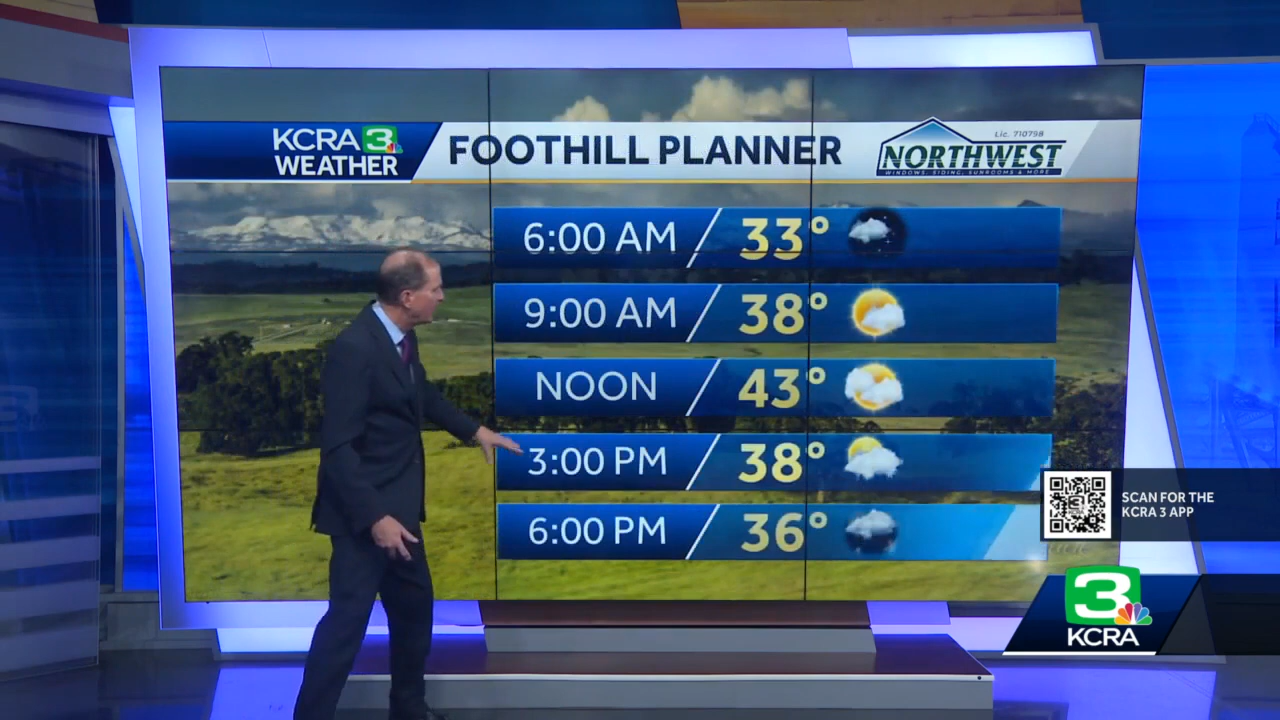 KCRA 3
WEATHER
FOOTHILL PLANNER
Lic. 710798
NORTHWEST
WINDOWS, SIDING, SUNROOMS & MORE
6:00 AM 33°
9:00 AM 38°
NOON 43°
3:00 PM 38°
6:00 PM 36°
SCAN FOR THE
KCRA 3 APP
3
KCRA
3